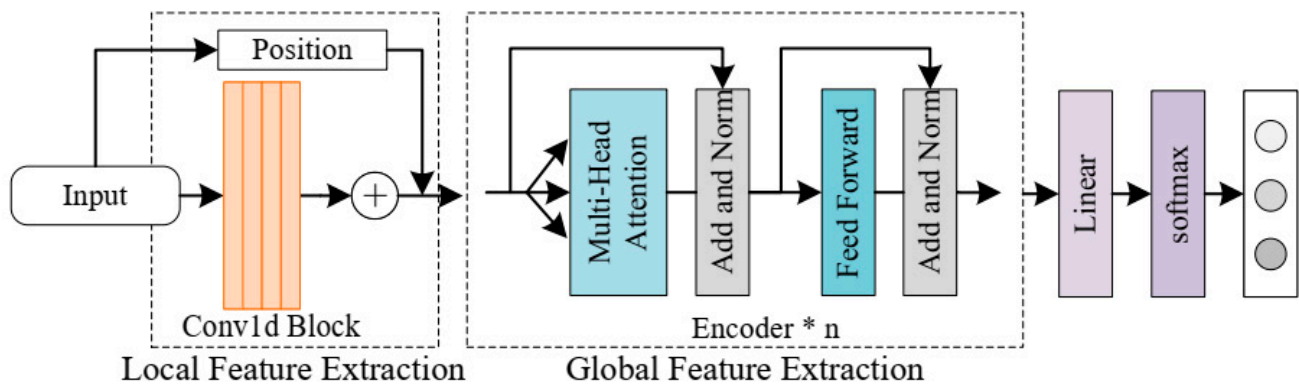 Position
Input
+
Conv1d Block
Local Feature Extraction
Multi-Head
Attention
Add and Norm
Feed Forward
Add and Norm
Encoder * n
Global Feature Extraction
Linear
softmax